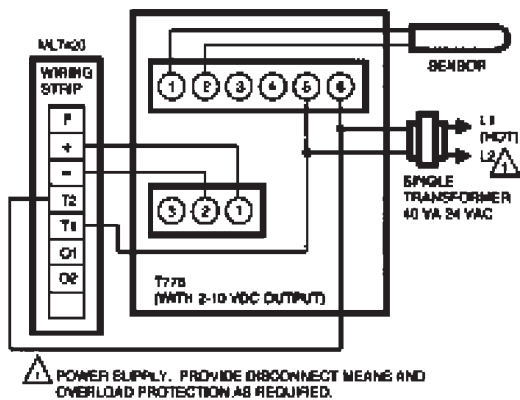 ML7420
WIRING
STRIP
F
+
−
T2
T1
O1
O2
1 2 3 4 5 6
3 2 1
SENSOR
L1
(HOT)
L2
1
SINGLE
TRANSFORMER
40 VA 24 VAC
T775
(WITH 2-10 VDC OUTPUT)
1 POWER SUPPLY. PROVIDE DISCONNECT MEANS AND
OVERLOAD PROTECTION AS REQUIRED.